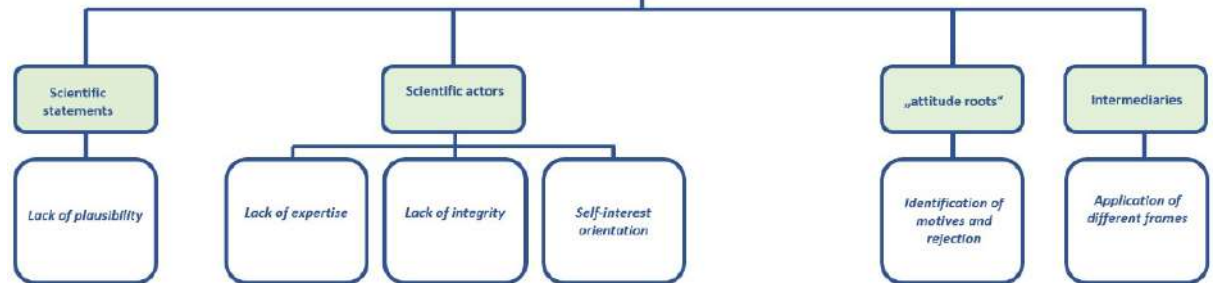 Scientific
statements
Scientific actors
„attitude roots“
Intermediaries
Lack of plausibility
Lack of expertise
Lack of integrity
Self-interest
orientation
Identification of
motives and
rejection
Application of
different frames